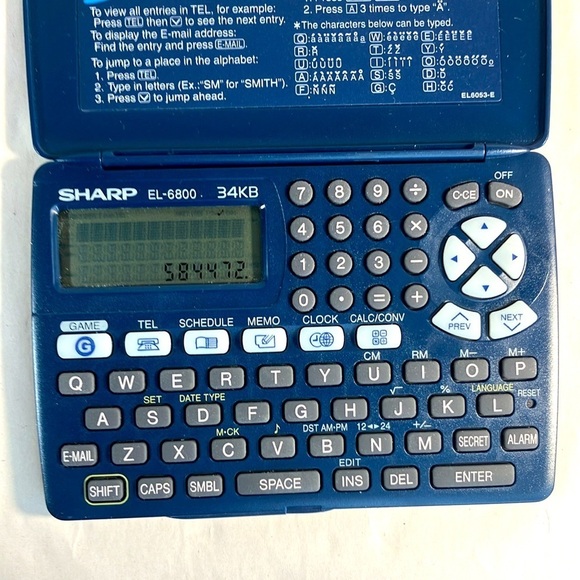 To view all entries in TEL, for example:
Press TEL then to see the next entry.
To display the E-mail address:
Find the entry and press E-MAIL.
To jump to a place in the alphabet:
1. Press TEL.
2. Type in letters (Ex.:"SM" for "SMITH").
3. Press to jump ahead.
2. Press A 3 times to type "Ä".
*The characters below can be typed.
EL6053-E
SHARP EL-6800 34KB
584472.
7 8 9 ÷
4 5 6 ×
1 2 3 −
0 • = +
OFF
C·CE ON
PREV NEXT
GAME TEL SCHEDULE MEMO CLOCK CALC/CONV
G
CM RM M− M+
Q W E R T Y U I O P
SET DATE TYPE √ % LANGUAGE RESET
A S D F G H J K L
M·CK ♪ DST AM·PM 12◄►24 +/−
E-MAIL Z X C V B N M SECRET ALARM
EDIT
SHIFT CAPS SMBL SPACE INS DEL ENTER